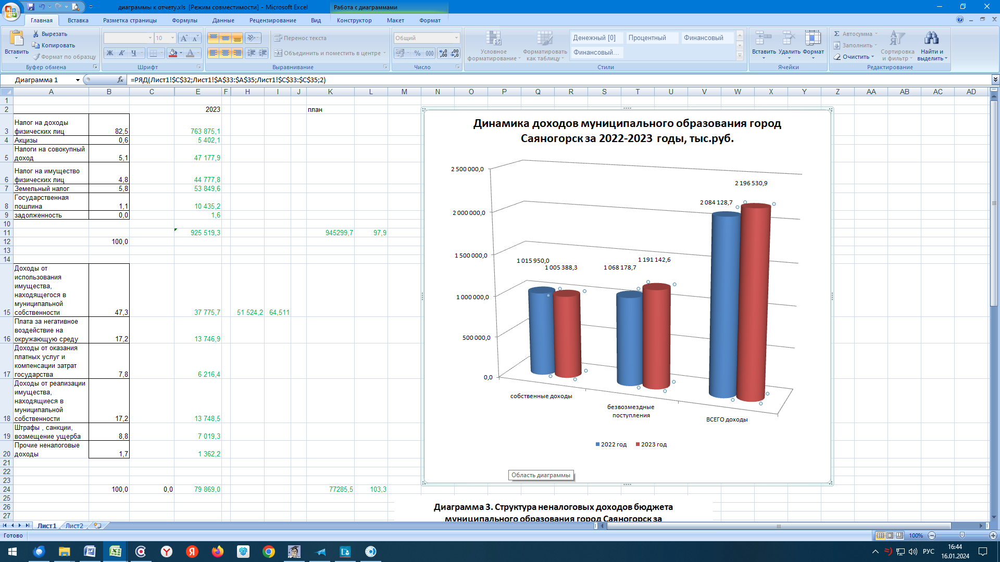 диаграммы к отчету.xls [Режим совместимости] - Microsoft Excel
Работа с диаграммами
Главная Вставка Разметка страницы Формулы Данные Рецензирование Вид Конструктор Макет Формат
Вставить
Вырезать
Копировать
Формат по образцу
Буфер обмена
10
Ж К Ч
Шрифт
Перенос текста
Объединить и поместить в центре
Выравнивание
Общий
% 000
Число
Условное форматирование
Форматировать как таблицу
Денежный [0] Процентный Финансовый
Финансовый...
Стили
Вставить Удалить Формат
Ячейки
Автосумма
Заполнить
Очистить
Сортировка и фильтр
Найти и выделить
Редактирование
Диаграмма 1
fx =РЯД(Лист1!$C$32;Лист1!$A$33:$A$35;Лист1!$C$33:$C$35;2)
A B C E F H I J K L M N O P Q R S T U V W X Y Z AA AB AC AD
1
2 2023 план
3 Налог на доходы физических лиц 82,5 763 875,1
4 Акцизы 0,6 5 402,1
5 Налоги на совокупный доход 5,1 47 177,9
6 Налог на имущество физических лиц 4,8 44 777,8
7 Земельный налог 5,8 53 849,6
8 Государственная пошлина 1,1 10 435,2
9 задолженность 0,0 1,6
10
11 925 519,3 945299,7 97,9
12 100,0
13
14
15 Доходы от использования имущества, находящегося в муниципальной собственности 47,3 37 775,7 51 524,2 64,511
16 Плата за негативное воздействие на окружающую среду 17,2 13 746,9
17 Доходы от оказания платных услуг и компенсации затрат государства 7,8 6 216,4
18 Доходы от реализации имущества, находящиеся в муниципальной собственности 17,2 13 748,5
19 Штрафы , санкции, возмещение ущерба 8,8 7 019,3
20 Прочие неналоговые доходы 1,7 1 362,2
21
22
23
24 100,0 0,0 79 869,0 77285,5 103,3
25
26
27
Динамика доходов муниципального образования город
Саяногорск за 2022-2023 годы, тыс.руб.
2 500 000,0
2 000 000,0
1 500 000,0
1 000 000,0
500 000,0
0,0
1 015 950,0
1 005 388,3
1 068 178,7
1 191 142,6
2 084 128,7
2 196 530,9
собственные доходы
безвозмездные
поступления
ВСЕГО доходы
2022 год 2023 год
Область диаграммы
Диаграмма 3. Структура неналоговых доходов бюджета
муниципального образования город Саяногорск за
Лист1 Лист2
Готово
100%
РУС
16:44
16.01.2024